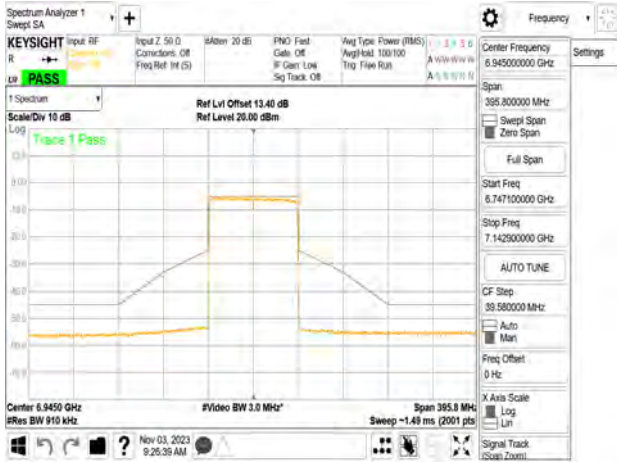 Spectrum Analyzer 1
Swept SA
+
Frequency
KEYSIGHT
R
Input: RF
Input Z: 50 Ω
Corrections: Off
Freq Ref: Int (S)
#Atten: 20 dB
PNO: Fast
Gate: Off
IF Gain: Low
Sig Track: Off
Avg Type: Power (RMS)
Avg|Hold: 100/100
Trig: Free Run
PASS
1 Spectrum
Scale/Div 10 dB
Ref Lvl Offset 13.40 dB
Ref Level 20.00 dBm
Log
Trace 1 Pass
Center 6.9450 GHz
#Res BW 910 kHz
#Video BW 3.0 MHz*
Span 395.8 MHz
Sweep ~1.49 ms (2001 pts
Nov 03, 2023
9:26:39 AM
Center Frequency
6.945000000 GHz
Settings
Span
395.800000 MHz
Swept Span
Zero Span
Full Span
Start Freq
6.747100000 GHz
Stop Freq
7.142900000 GHz
AUTO TUNE
CF Step
39.580000 MHz
Auto
Man
Freq Offset
0 Hz
X Axis Scale
Log
Lin
Signal Track
(Span Zoom)